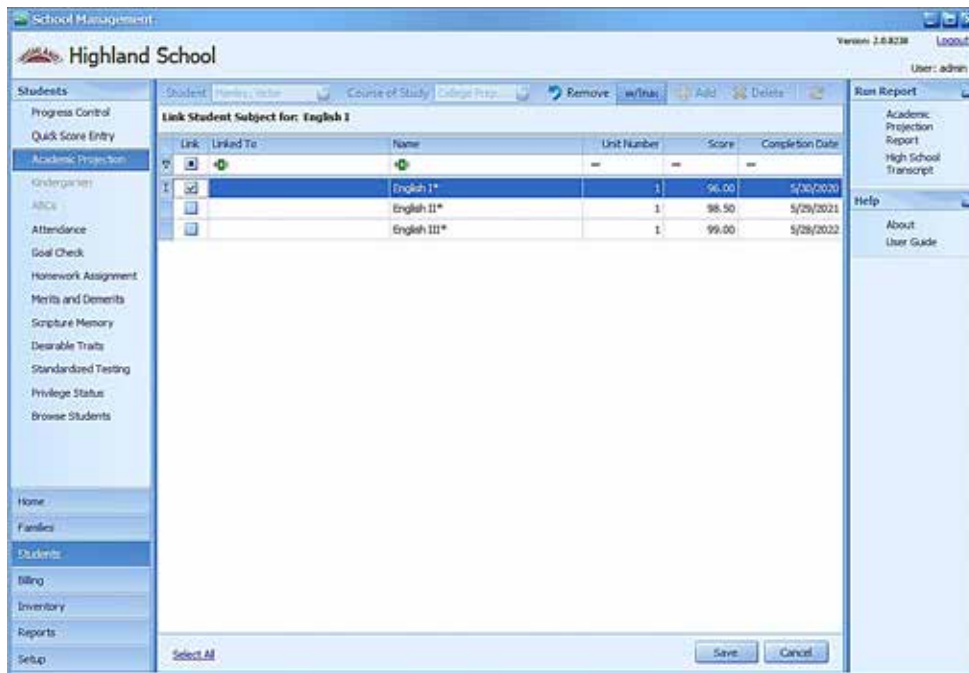 School Management
Highland School
Version: 2.0.8238 Logout
User: admin
Students
Progress Control
Quick Score Entry
Academic Projection
Kindergarten
ABCs
Attendance
Goal Check
Homework Assignment
Merits and Demerits
Scripture Memory
Desirable Traits
Standardized Testing
Privilege Status
Browse Students
Home
Families
Students
Billing
Inventory
Reports
Setup
Student Course of Study College Prep Remove w/Inac Add Delete
Link Student Subject for: English I
Link Linked To Name Unit Number Score Completion Date
English I* 1 96.00 5/30/2020
English II* 1 98.50 5/29/2021
English III* 1 99.00 5/28/2022
Select All Save Cancel
Run Report
Academic
Projection
Report
High School
Transcript
Help
About
User Guide